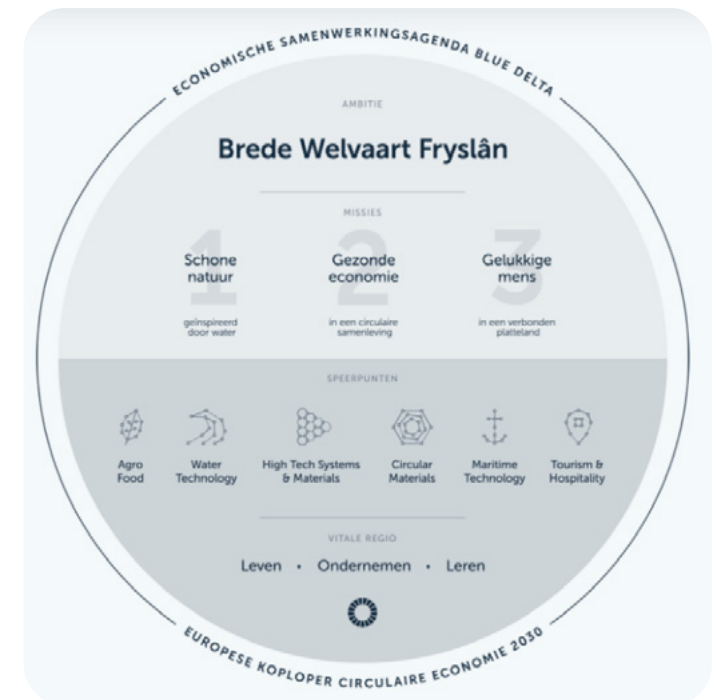 ECONOMISCHE SAMENWERKINGSAGENDA BLUE DELTA
AMBITIE
Brede Welvaart Fryslân
MISSIES
1
Schone
natuur
geïnspireerd
door water
2
Gezonde
economie
in een circulaire
samenleving
3
Gelukkige
mens
in een verbonden
platteland
SPEERPUNTEN
Agro
Food
Water
Technology
High Tech Systems
& Materials
Circular
Materials
Maritime
Technology
Tourism &
Hospitality
VITALE REGIO
Leven • Ondernemen • Leren
EUROPESE KOPLOPER CIRCULAIRE ECONOMIE 2030